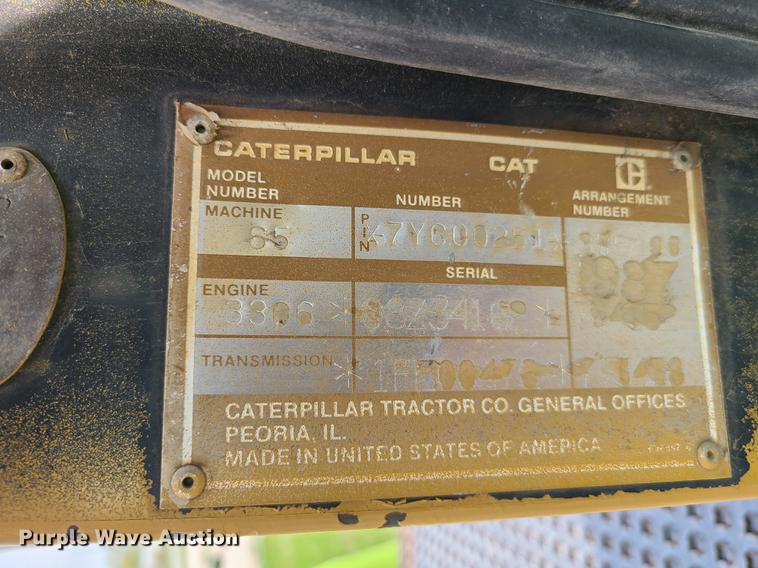 CATERPILLAR CAT
MODEL NUMBER
NUMBER
ARRANGEMENT NUMBER
MACHINE
65
PIN
SERIAL
ENGINE
3306
TRANSMISSION
CATERPILLAR TRACTOR CO. GENERAL OFFICES
PEORIA, IL.
MADE IN UNITED STATES OF AMERICA
Purple Wave Auction